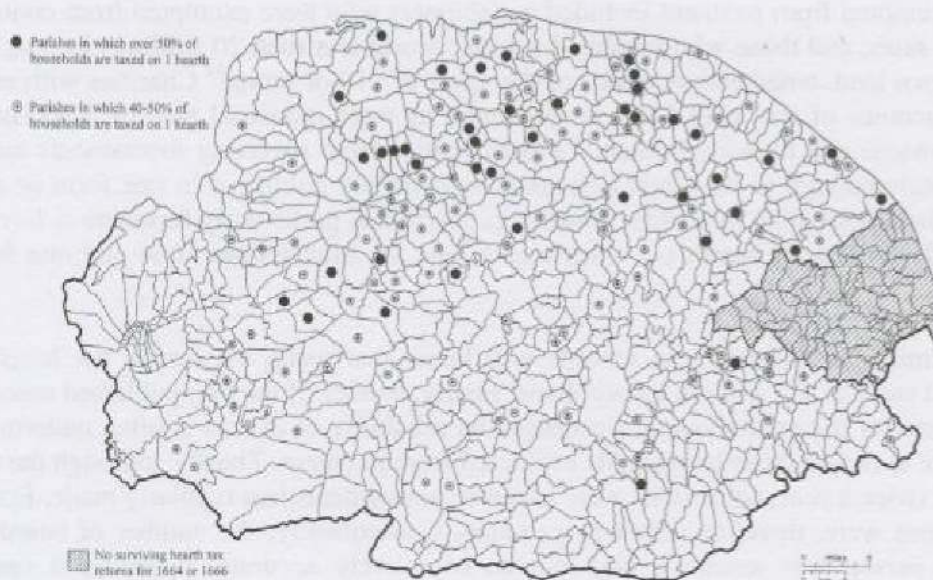 Parishes in which over 50% of
households are taxed on 1 hearth
Parishes in which 40-50% of
households are taxed on 1 hearth
No surviving hearth tax
returns for 1664 or 1666
miles